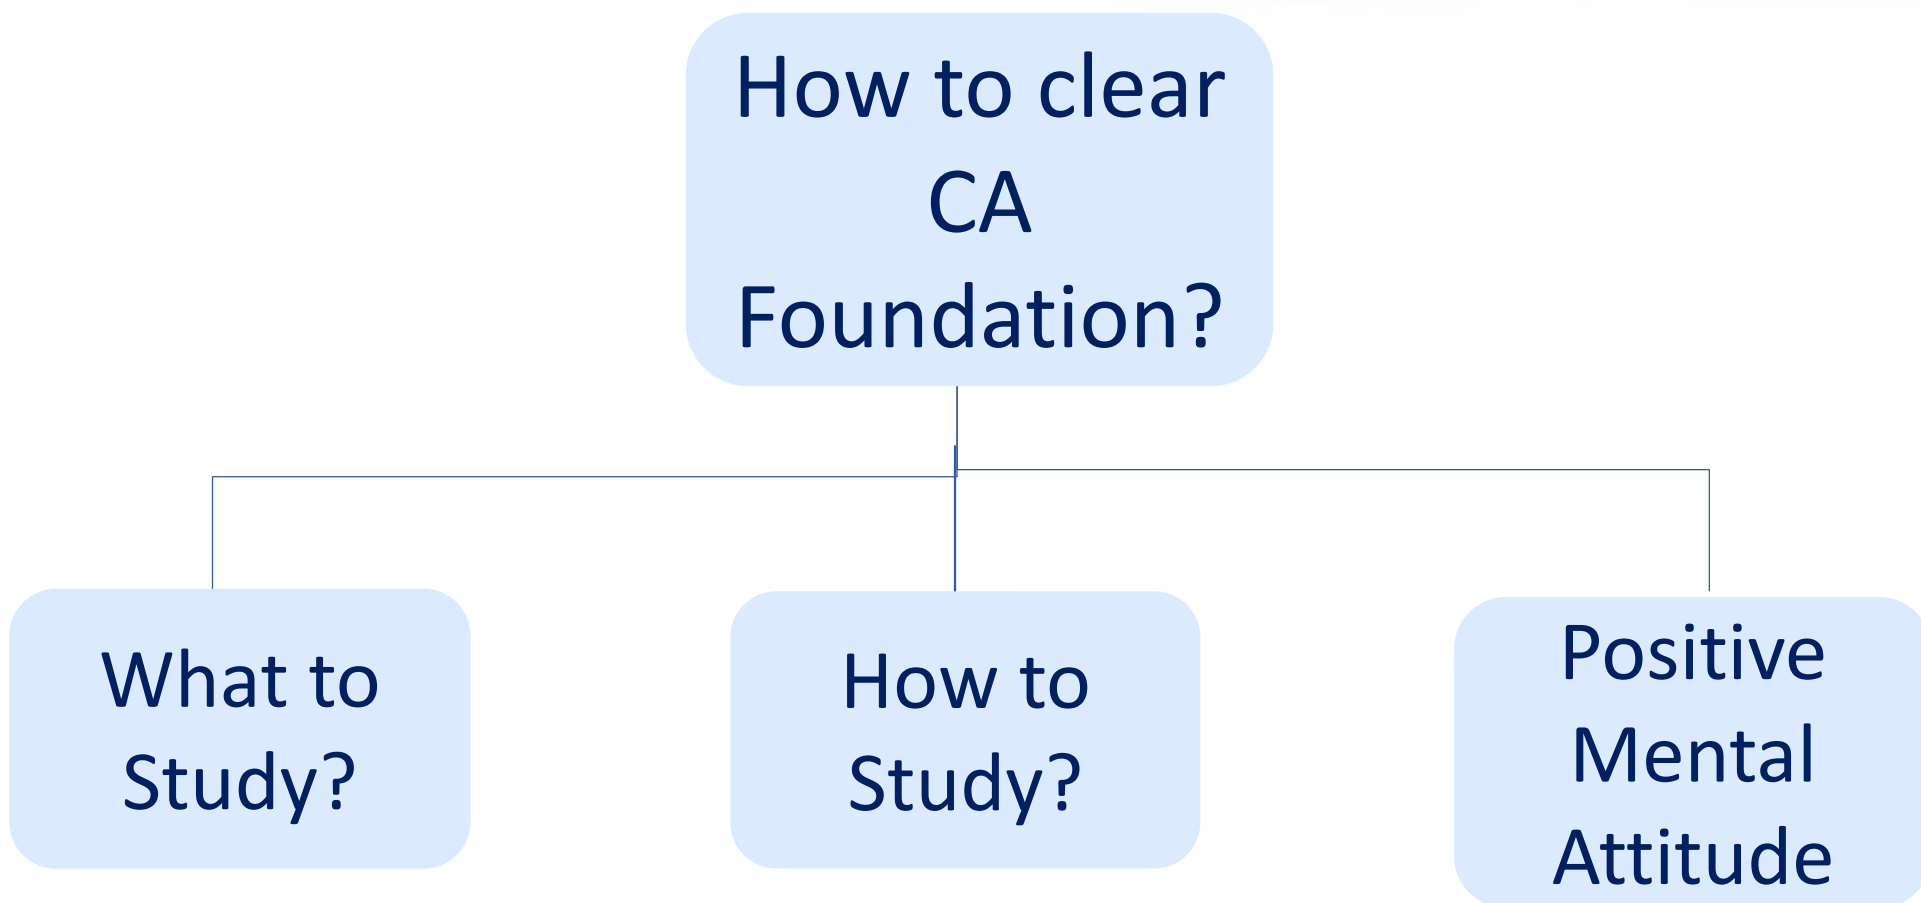 How to clear
CA
Foundation?
What to
Study?
How to
Study?
Positive
Mental
Attitude